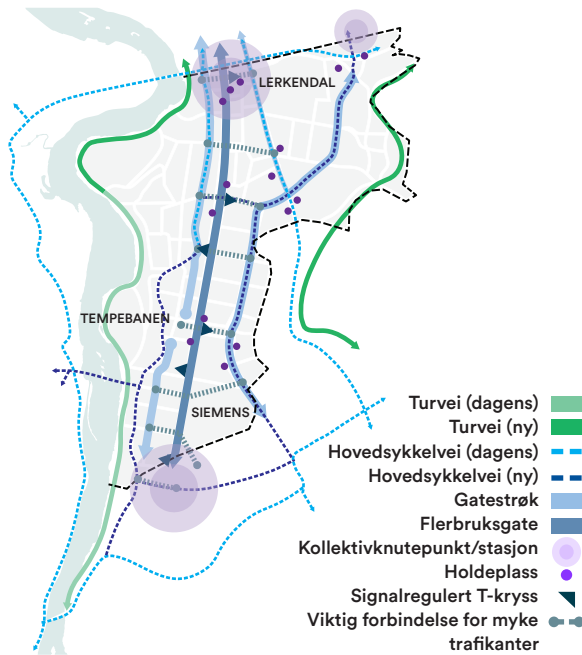 LERKENDAL
TEMPEBANEN
SIEMENS
Turvei (dagens)
Turvei (ny)
Hovedsykkelvei (dagens)
Hovedsykkelvei (ny)
Gatestrøk
Flerbruksgate
Kollektivknutepunkt/stasjon
Holdeplass
Signalregulert T-kryss
Viktig forbindelse for myke
trafikanter